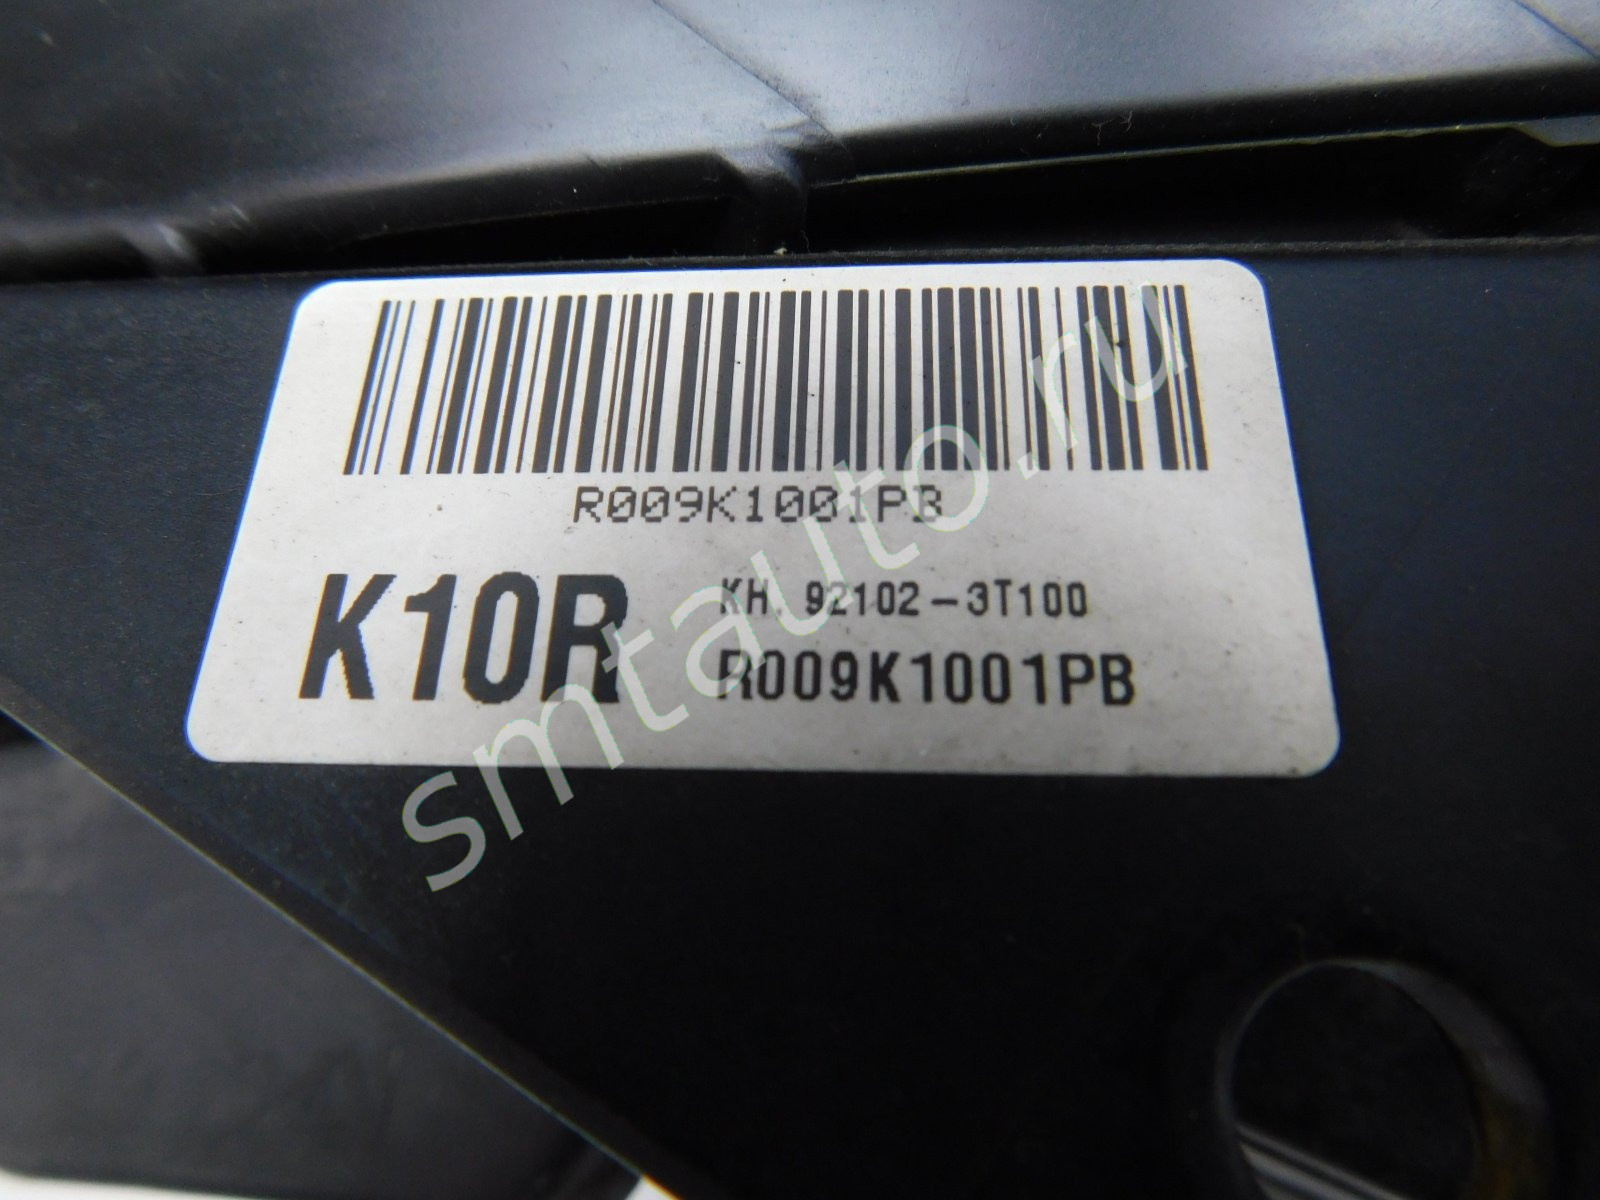 R009K1001PB
K10R
KH. 92102-3T100
R009K1001PB
smtauto.ru